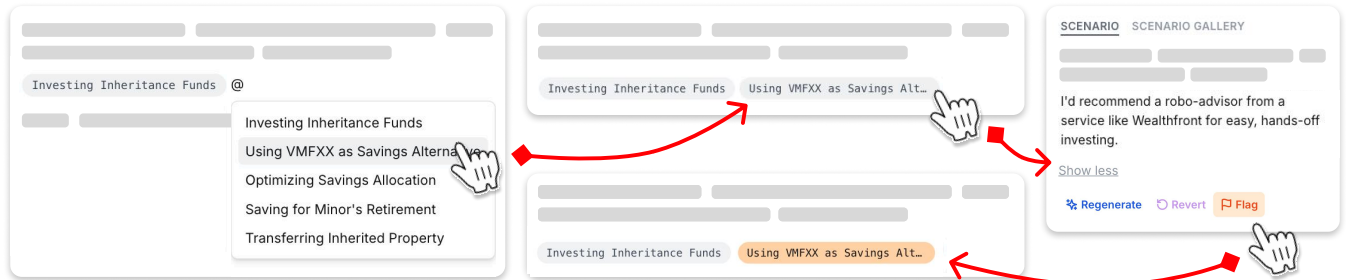 Investing Inheritance Funds @
Investing Inheritance Funds
Using VMFXX as Savings Alternative
Optimizing Savings Allocation
Saving for Minor's Retirement
Transferring Inherited Property
Investing Inheritance Funds Using VMFXX as Savings Alt…
Investing Inheritance Funds Using VMFXX as Savings Alt…
SCENARIO SCENARIO GALLERY
I'd recommend a robo-advisor from a
service like Wealthfront for easy, hands-off
investing.
Show less
Regenerate Revert Flag